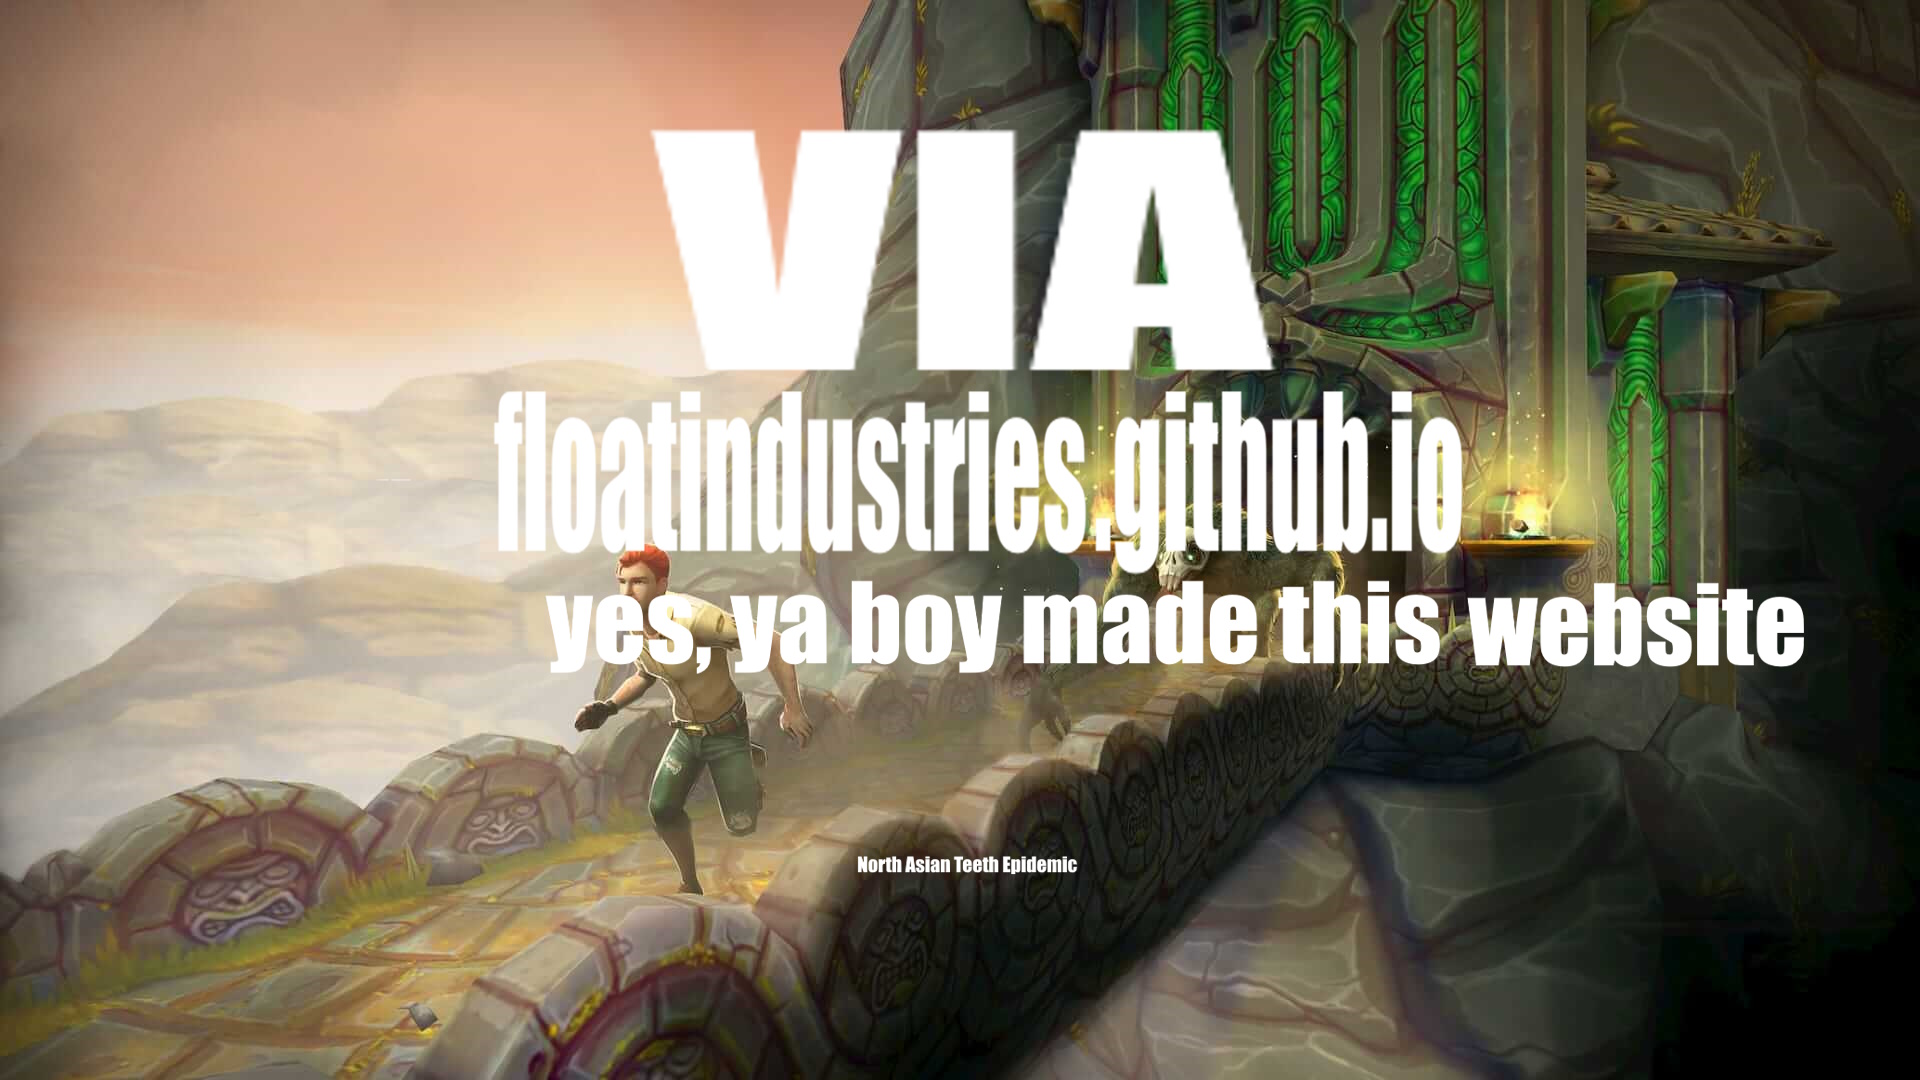 VIA
floatindustries.github.io
yes, ya boy made this website
North Asian Teeth Epidemic